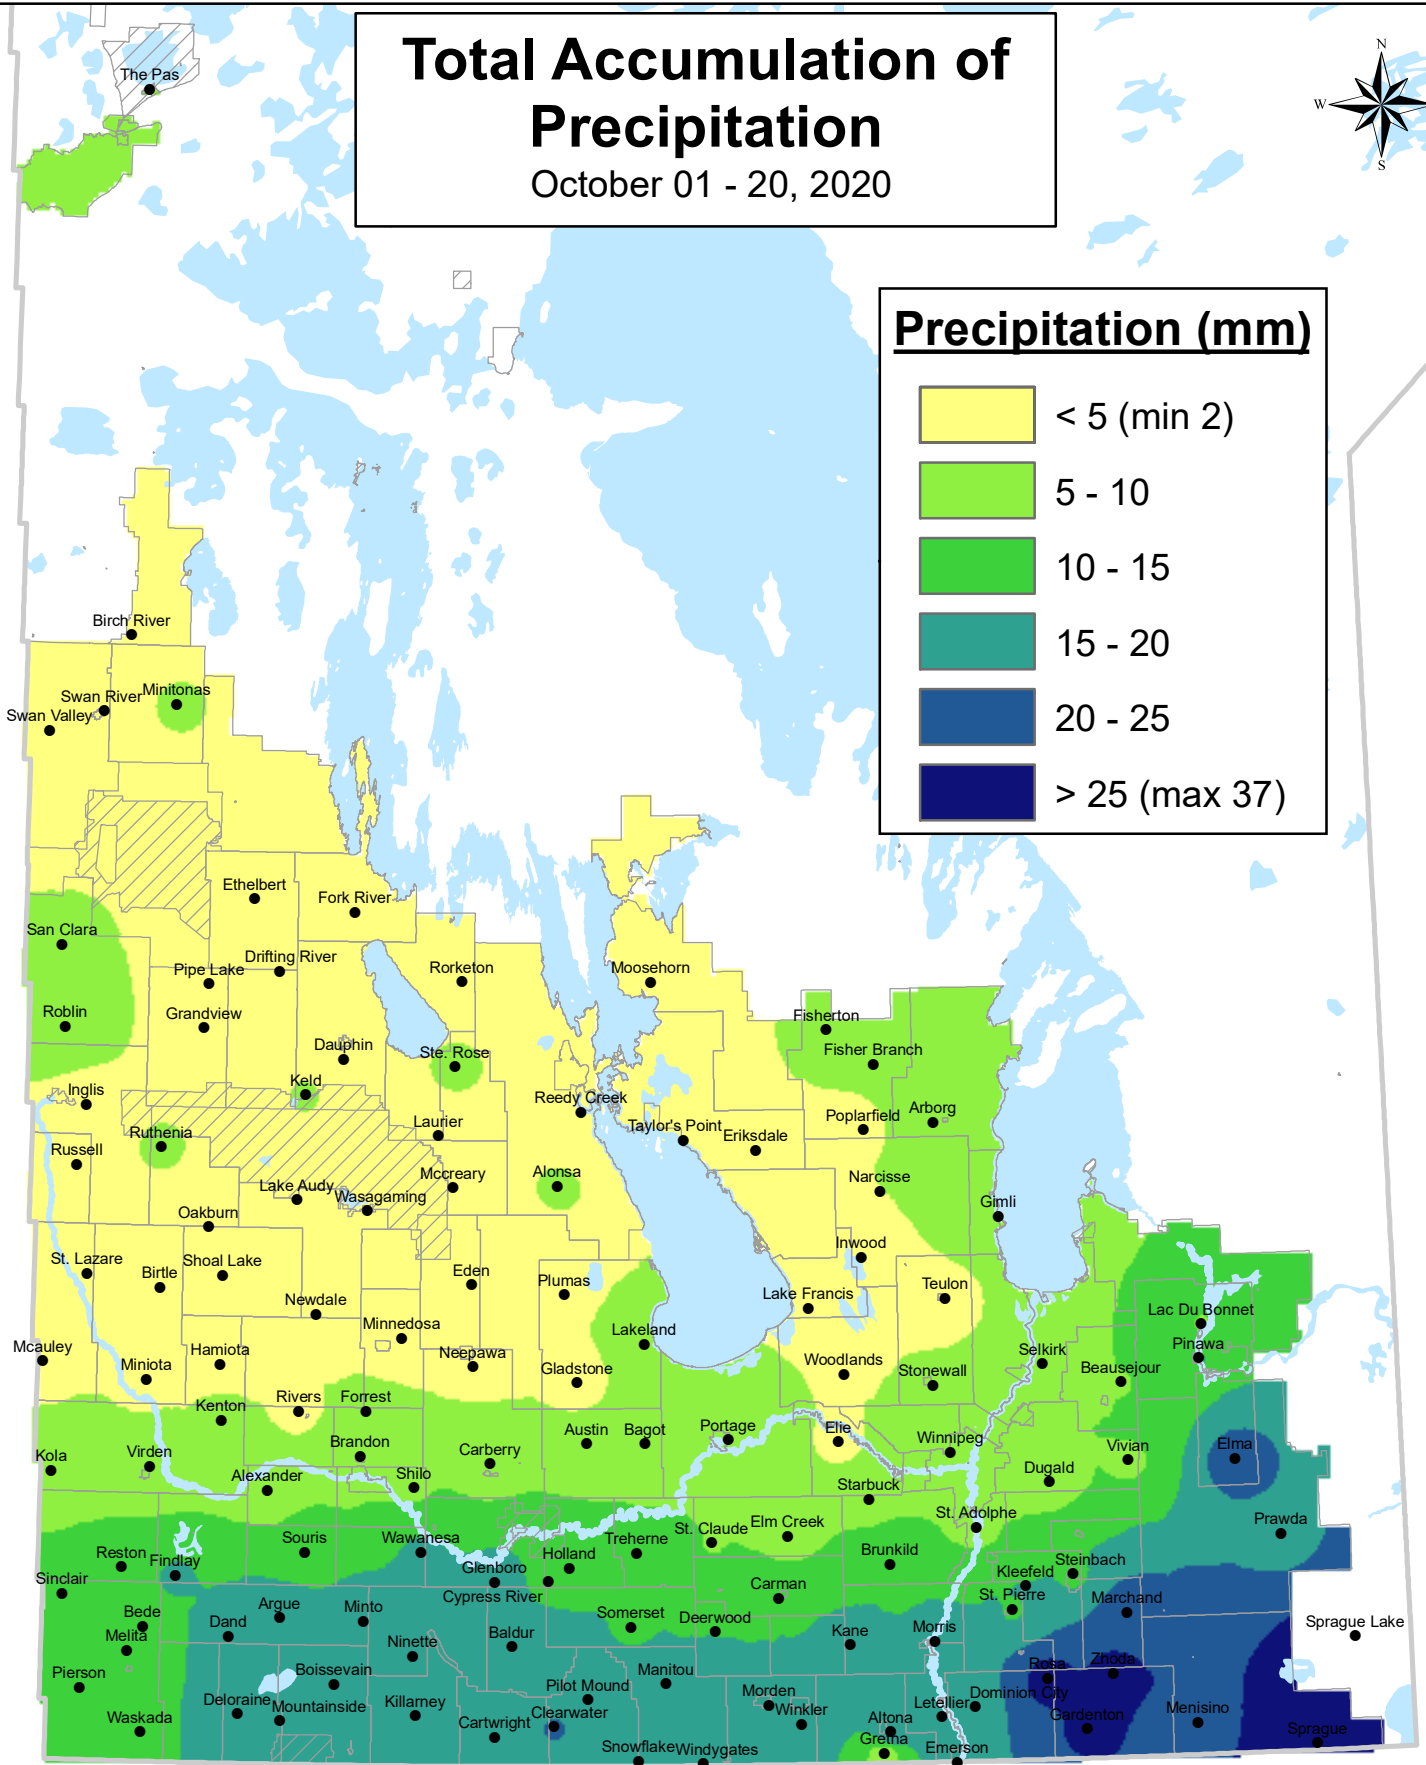 Total Accumulation of
Precipitation
October 01 - 20, 2020
N
W
S
Precipitation (mm)
< 5 (min 2)
5 - 10
10 - 15
15 - 20
20 - 25
> 25 (max 37)
The Pas
Birch River
Swan River
Minitonas
Swan Valley
Ethelbert
Fork River
San Clara
Drifting River
Pipe Lake
Rorketon
Moosehorn
Roblin
Grandview
Fisherton
Dauphin
Ste. Rose
Fisher Branch
Keld
Inglis
Reedy Creek
Laurier
Taylor's Point
Poplarfield
Arborg
Ruthenia
Eriksdale
Russell
Mccreary
Alonsa
Narcisse
Lake Audy
Wasagaming
Gimli
Oakburn
Inwood
St. Lazare
Birtle
Shoal Lake
Eden
Plumas
Lake Francis
Teulon
Newdale
Minnedosa
Lakeland
Lac Du Bonnet
Mcauley
Miniota
Hamiota
Neepawa
Gladstone
Woodlands
Stonewall
Selkirk
Beausejour
Pinawa
Kenton
Rivers
Forrest
Kola
Virden
Brandon
Carberry
Austin
Bagot
Portage
Elie
Winnipeg
Vivian
Elma
Alexander
Shilo
Starbuck
Dugald
Souris
Wawanesa
Treherne
St. Claude
Elm Creek
St. Adolphe
Prawda
Reston
Findlay
Glenboro
Holland
Brunkild
Steinbach
Sinclair
Cypress River
Carman
Kleefeld
St. Pierre
Marchand
Bede
Argue
Minto
Somerset
Deerwood
Sprague Lake
Melita
Dand
Ninette
Baldur
Kane
Morris
Pierson
Boissevain
Manitou
Rosa
Zhoda
Deloraine
Mountainside
Killarney
Pilot Mound
Morden
Letellier
Dominion City
Waskada
Cartwright
Clearwater
Winkler
Altona
Gardenton
Menisino
Snowflake
Windygates
Gretna
Emerson
Sprague